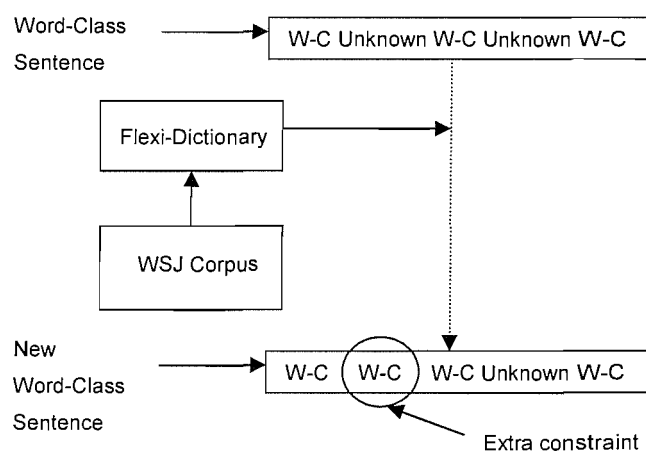 Word-Class
Sentence
W-C Unknown W-C Unknown W-C
Flexi-Dictionary
WSJ Corpus
New
Word-Class
Sentence
W-C W-C W-C Unknown W-C
Extra constraint